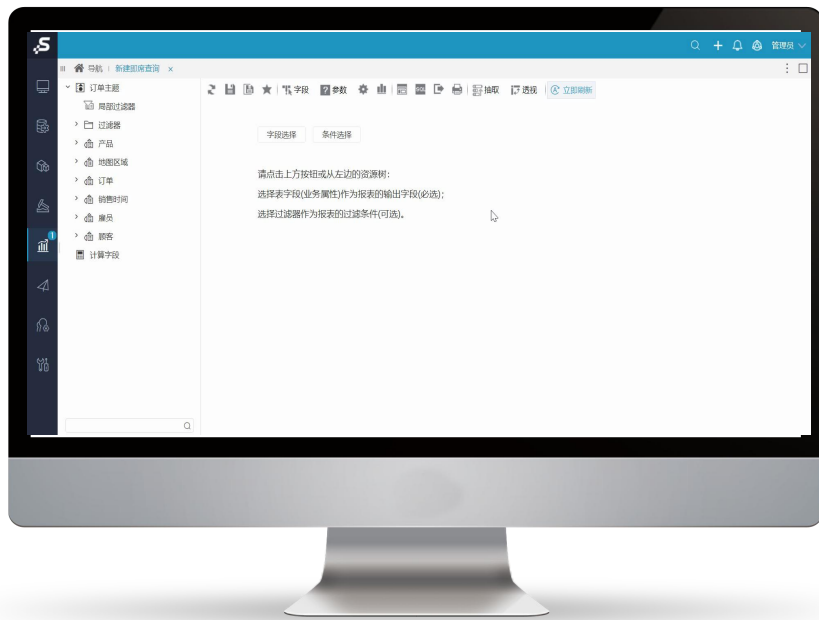 管理员
导航 新建即席查询 ×
订单主题
字段 参数 SQL 抽取 透视 立即刷新
局部过滤器
过滤器
产品
地图区域
订单
销售时间
雇员
顾客
计算字段
字段选择 条件选择
请点击上方按钮或从左边的资源树:
选择表字段(业务属性)作为报表的输出字段(必选);
选择过滤器作为报表的过滤条件(可选)。
1